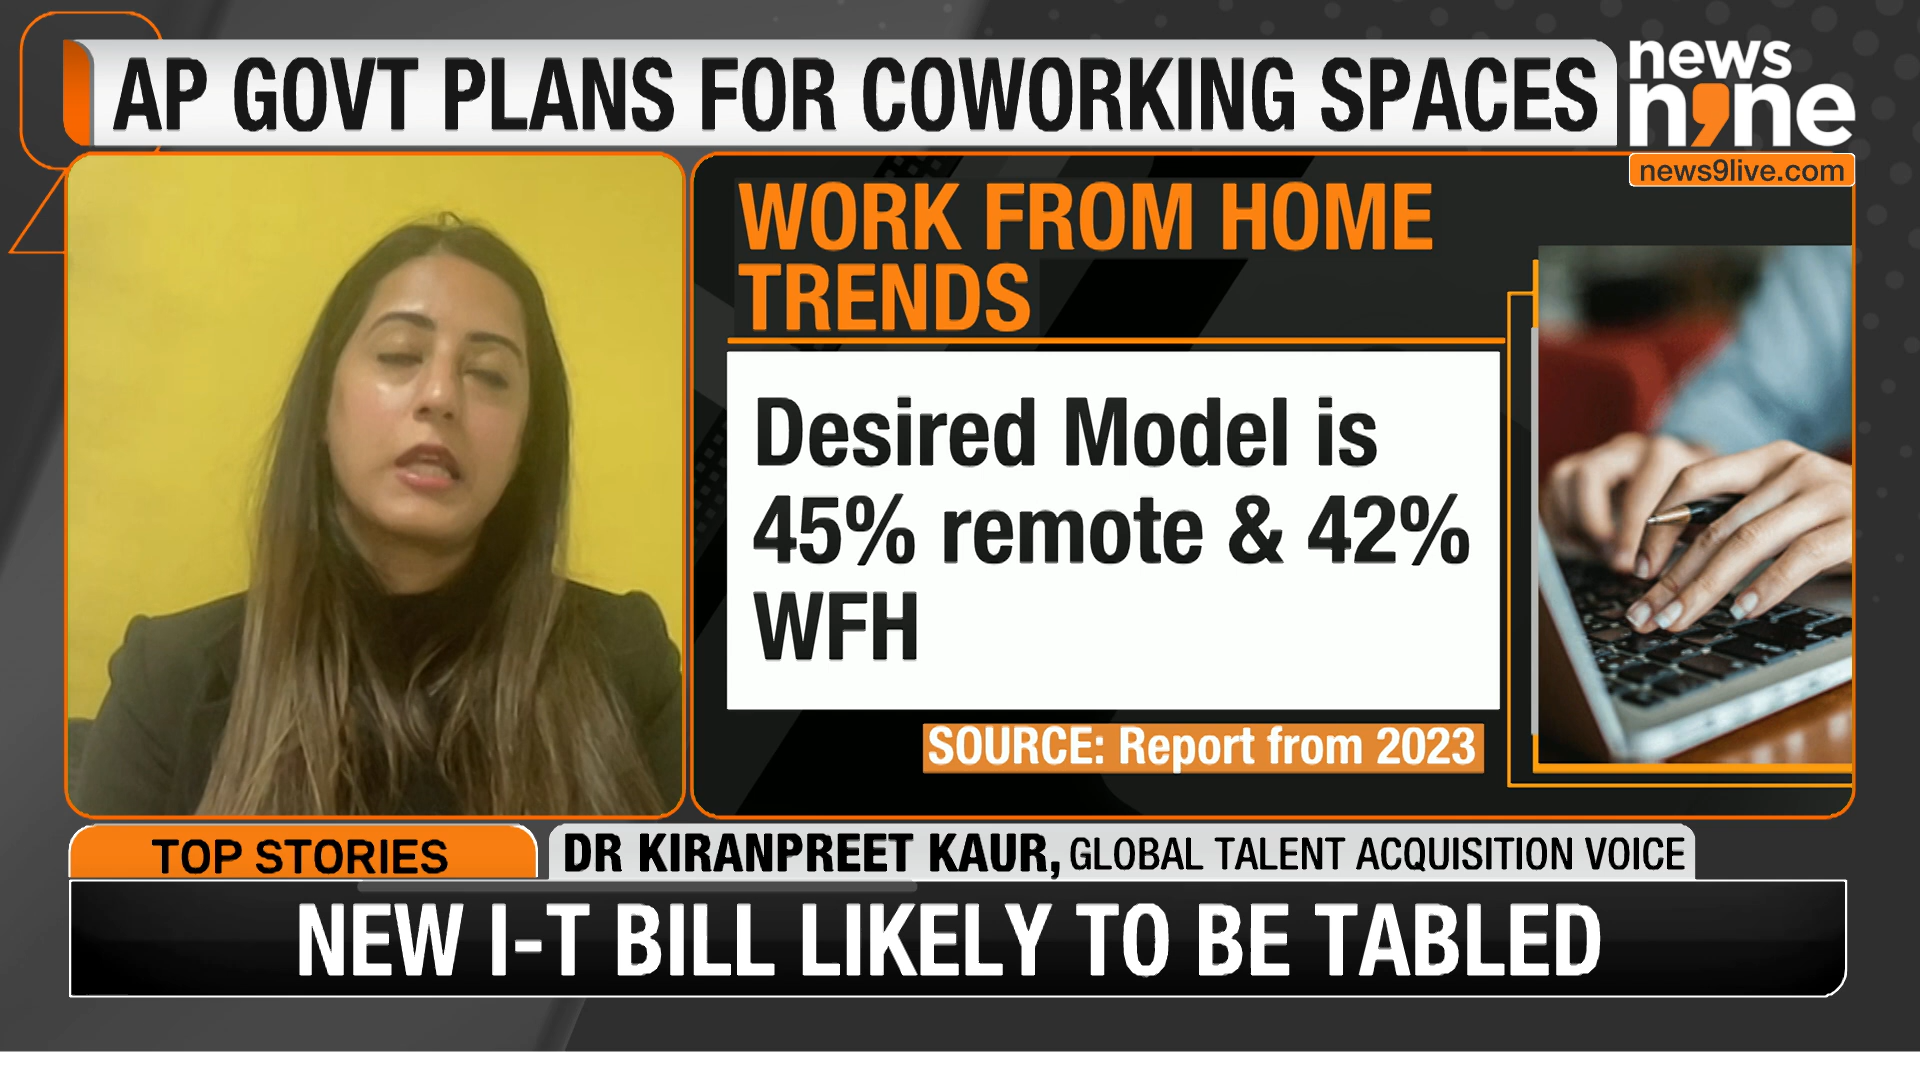 AP GOVT PLANS FOR COWORKING SPACES
news
n9ne
news9live.com
WORK FROM HOME
TRENDS
Desired Model is
45% remote & 42%
WFH
SOURCE: Report from 2023
TOP STORIES
DR KIRANPREET KAUR, GLOBAL TALENT ACQUISITION VOICE
NEW I-T BILL LIKELY TO BE TABLED